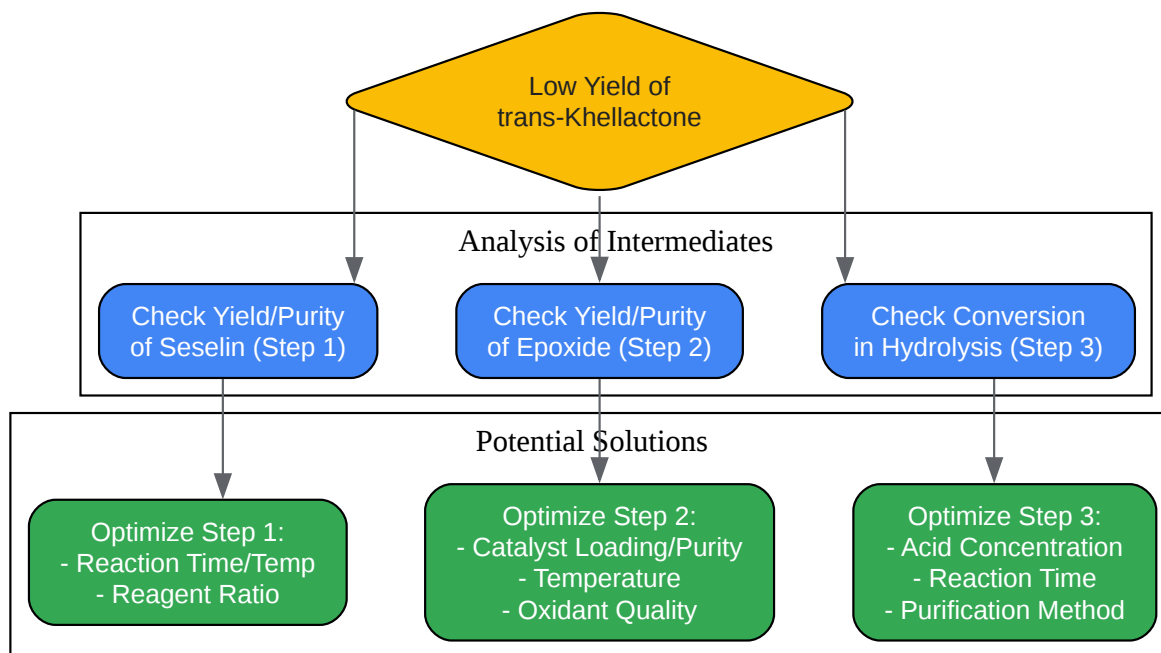 Low Yield of
trans-Khellactone
Analysis of Intermediates
Check Yield/Purity
of Seselin (Step 1)
Check Yield/Purity
of Epoxide (Step 2)
Check Conversion
in Hydrolysis (Step 3)
Potential Solutions
Optimize Step 1:
- Reaction Time/Temp
- Reagent Ratio
Optimize Step 2:
- Catalyst Loading/Purity
- Temperature
- Oxidant Quality
Optimize Step 3:
- Acid Concentration
- Reaction Time
- Purification Method